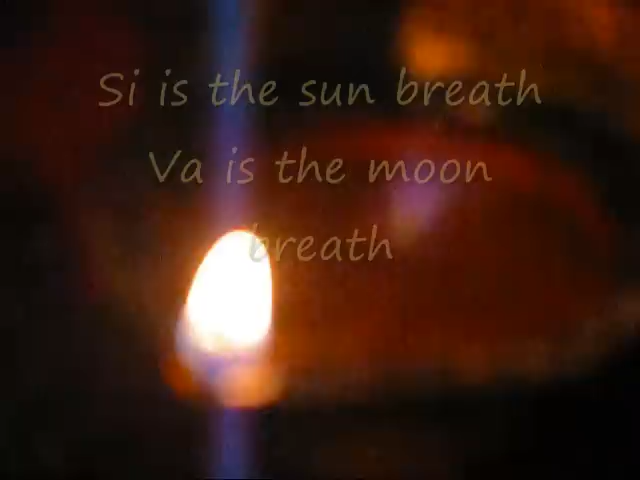 Si is the sun breath
Va is the moon
breath